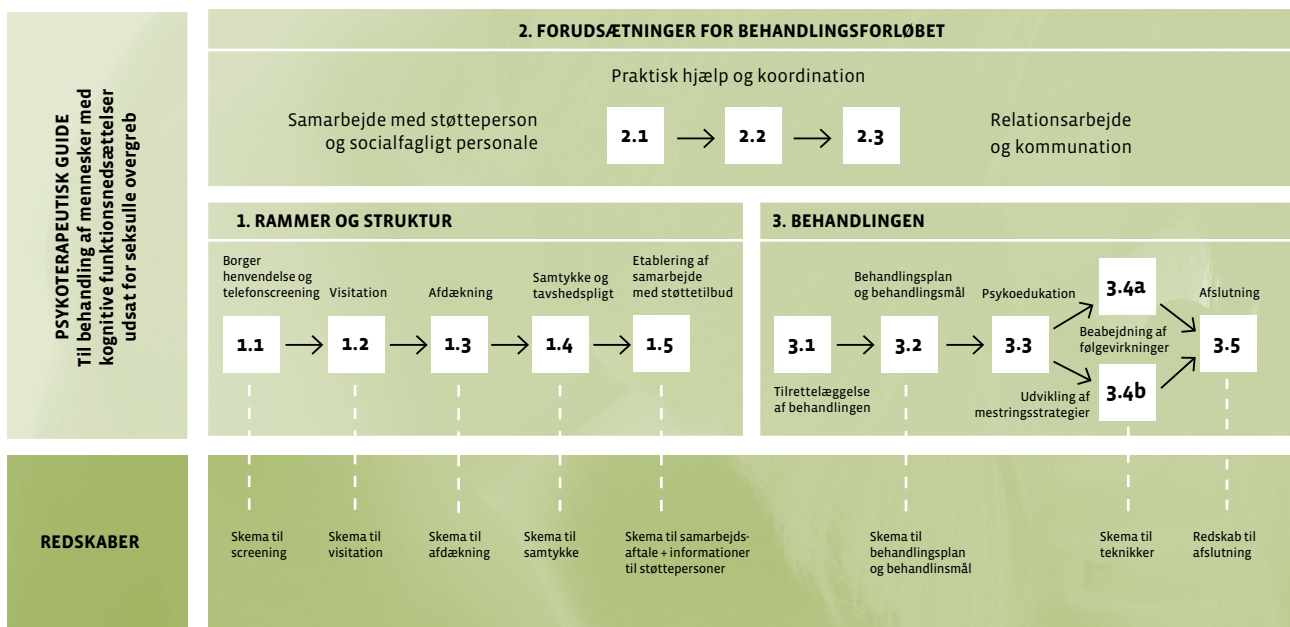 PSYKOTERAPEUTISK GUIDE
Til behandling af mennesker med
kognitive funktionsnedsættelser
udsat for seksulle overgreb
2. FORUDSÆTNINGER FOR BEHANDLINGSFORLØBET
Praktisk hjælp og koordination
Samarbejde med støtteperson
og socialfagligt personale
2.1
2.2
2.3
Relationsarbejde
og kommunation
1. RAMMER OG STRUKTUR
Borger
henvendelse og
telefonscreening
Visitation
Afdækning
Samtykke og
tavshedspligt
Etablering af
samarbejde
med støttetilbud
1.1
1.2
1.3
1.4
1.5
3. BEHANDLINGEN
Behandlingsplan
og behandlingsmål
Psykoedukation
3.4a
Afslutning
3.1
3.2
3.3
Beabejdning af
følgevirkninger
3.5
Tilrettelæggelse
af behandlingen
Udvikling af
mestringsstrategier
3.4b
REDSKABER
Skema til
screening
Skema til
visitation
Skema til
afdækning
Skema til
samtykke
Skema til samarbejds-
aftale + informationer
til støttepersoner
Skema til
behandlingsplan
og behandlinsmål
Skema til
teknikker
Redskab til
afslutning